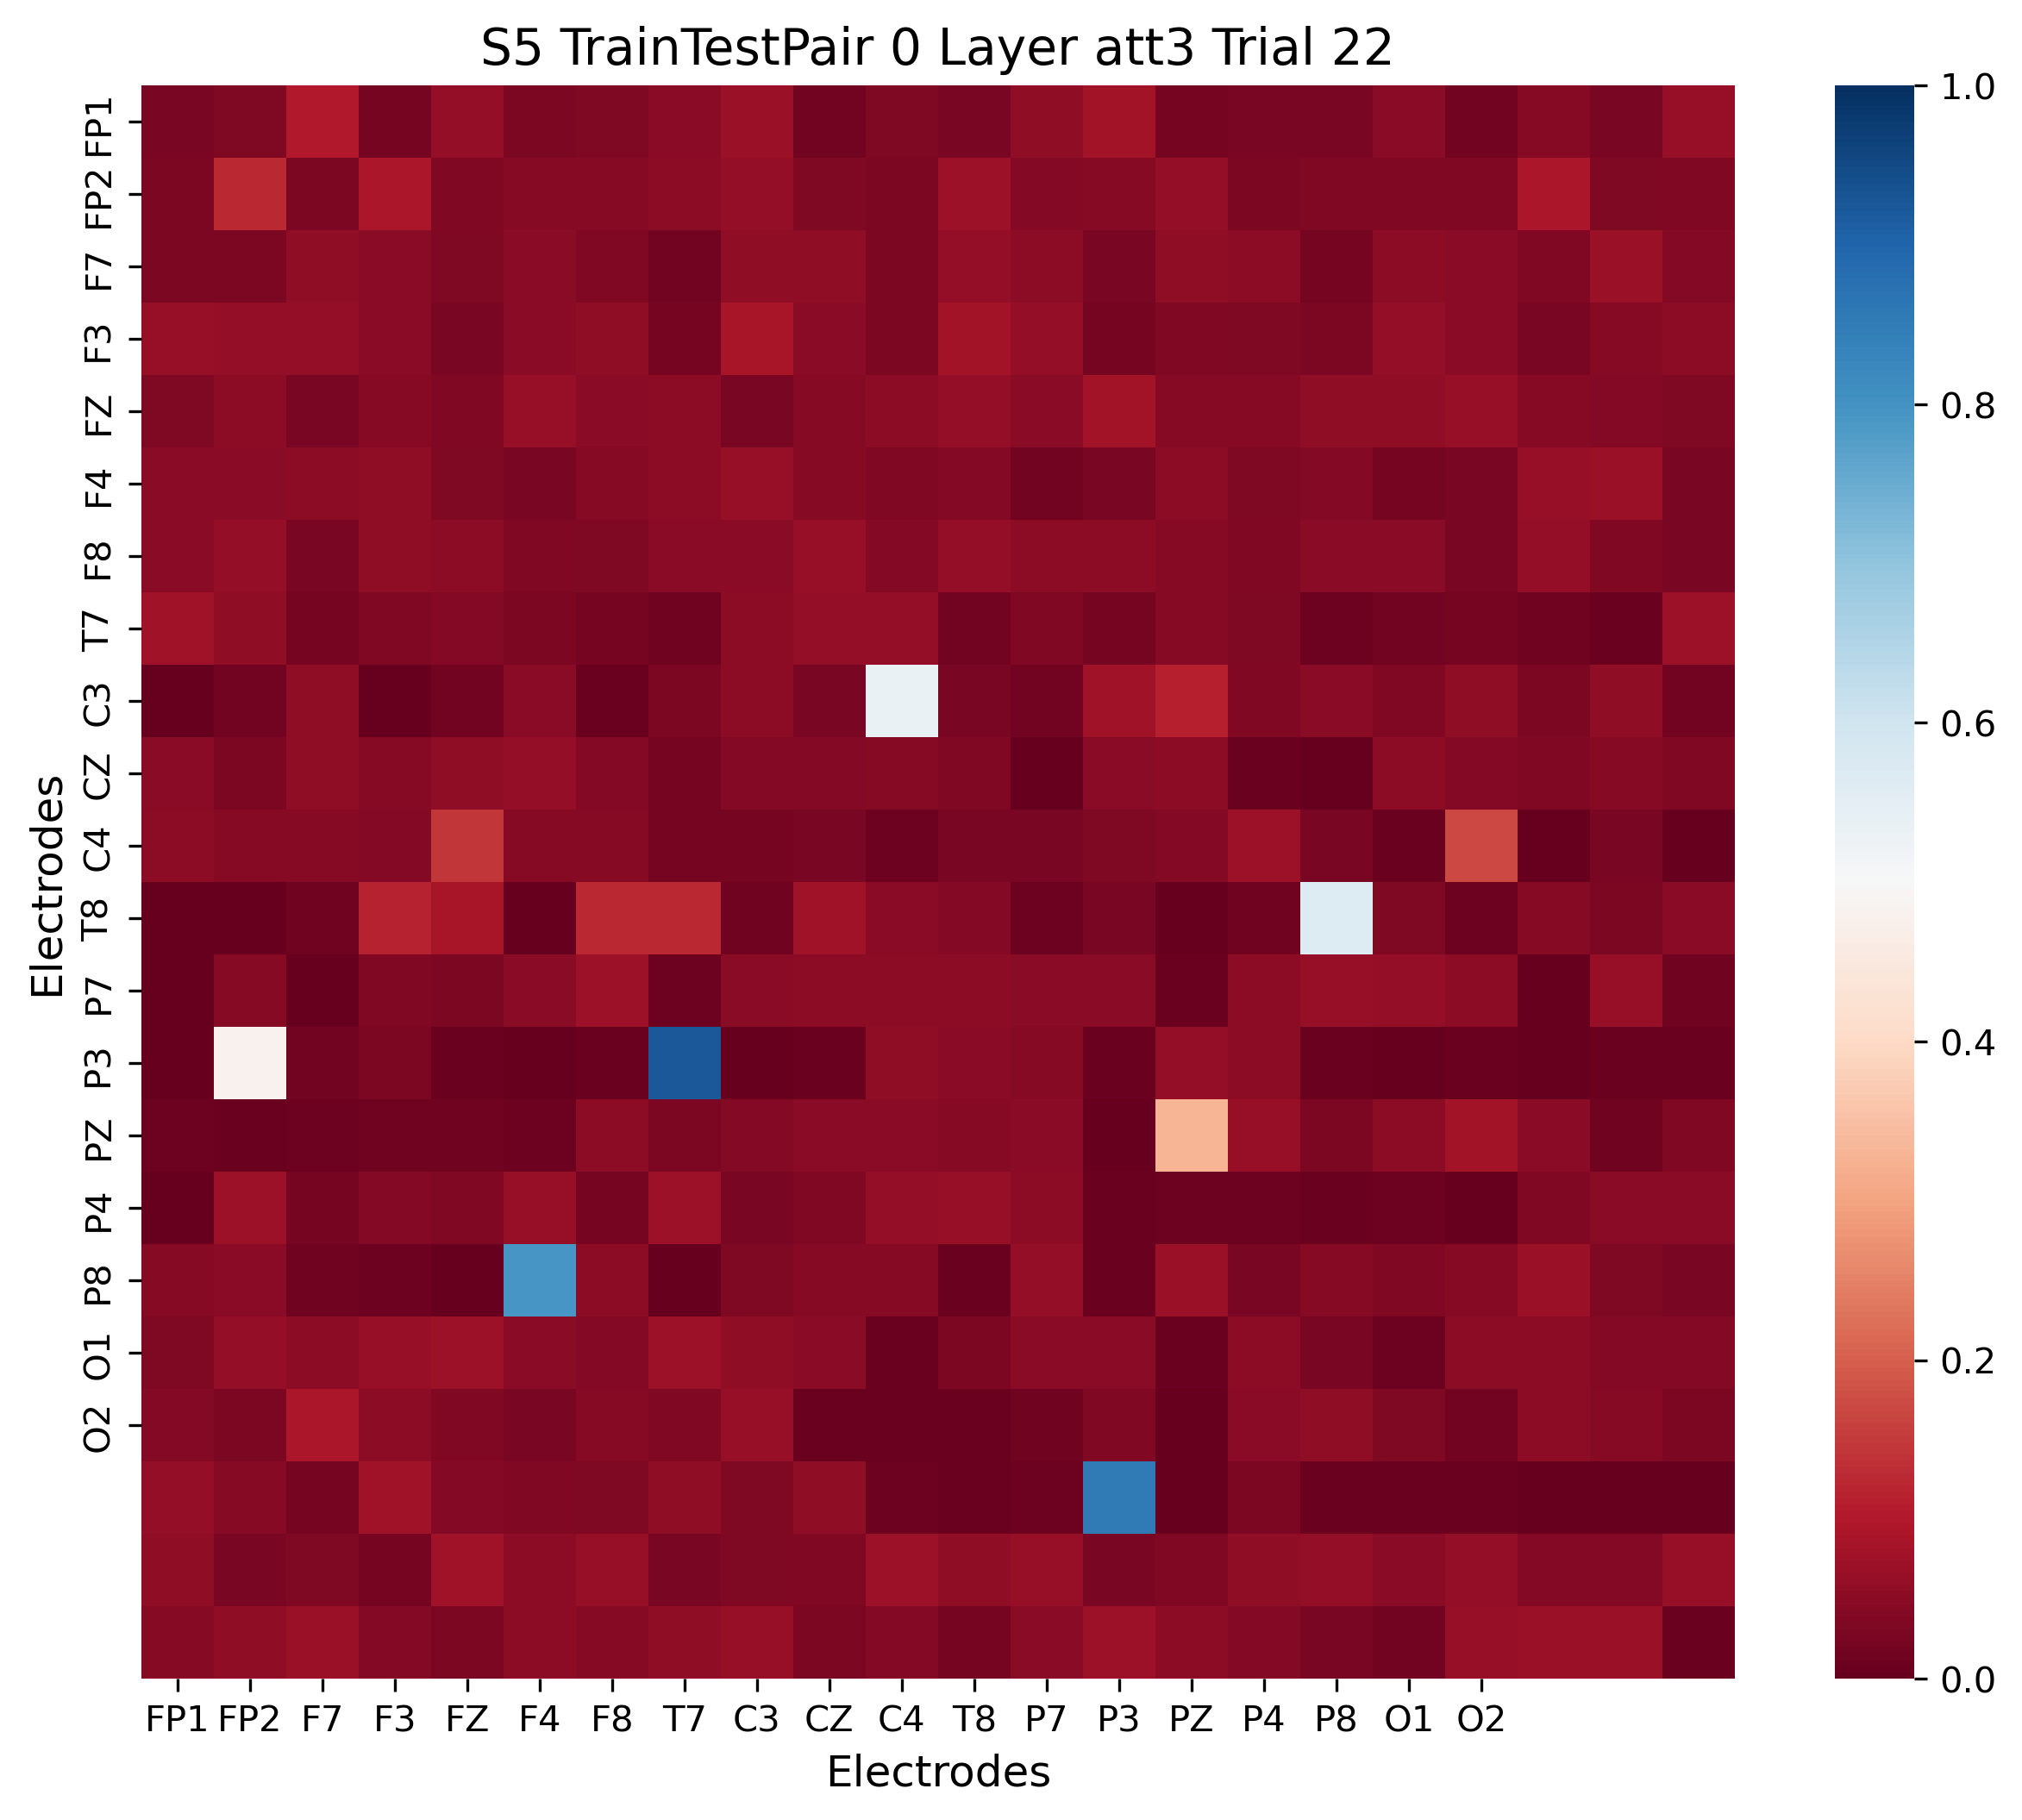 S5 TrainTestPair 0 Layer att3 Trial 22
Electrodes
FP1
FP2
F7
F3
FZ
F4
F8
T7
C3
CZ
C4
T8
P7
P3
PZ
P4
P8
O1
O2
FP1 FP2 F7 F3 FZ F4 F8 T7 C3 CZ C4 T8 P7 P3 PZ P4 P8 O1 O2
Electrodes
1.0
0.8
0.6
0.4
0.2
0.0